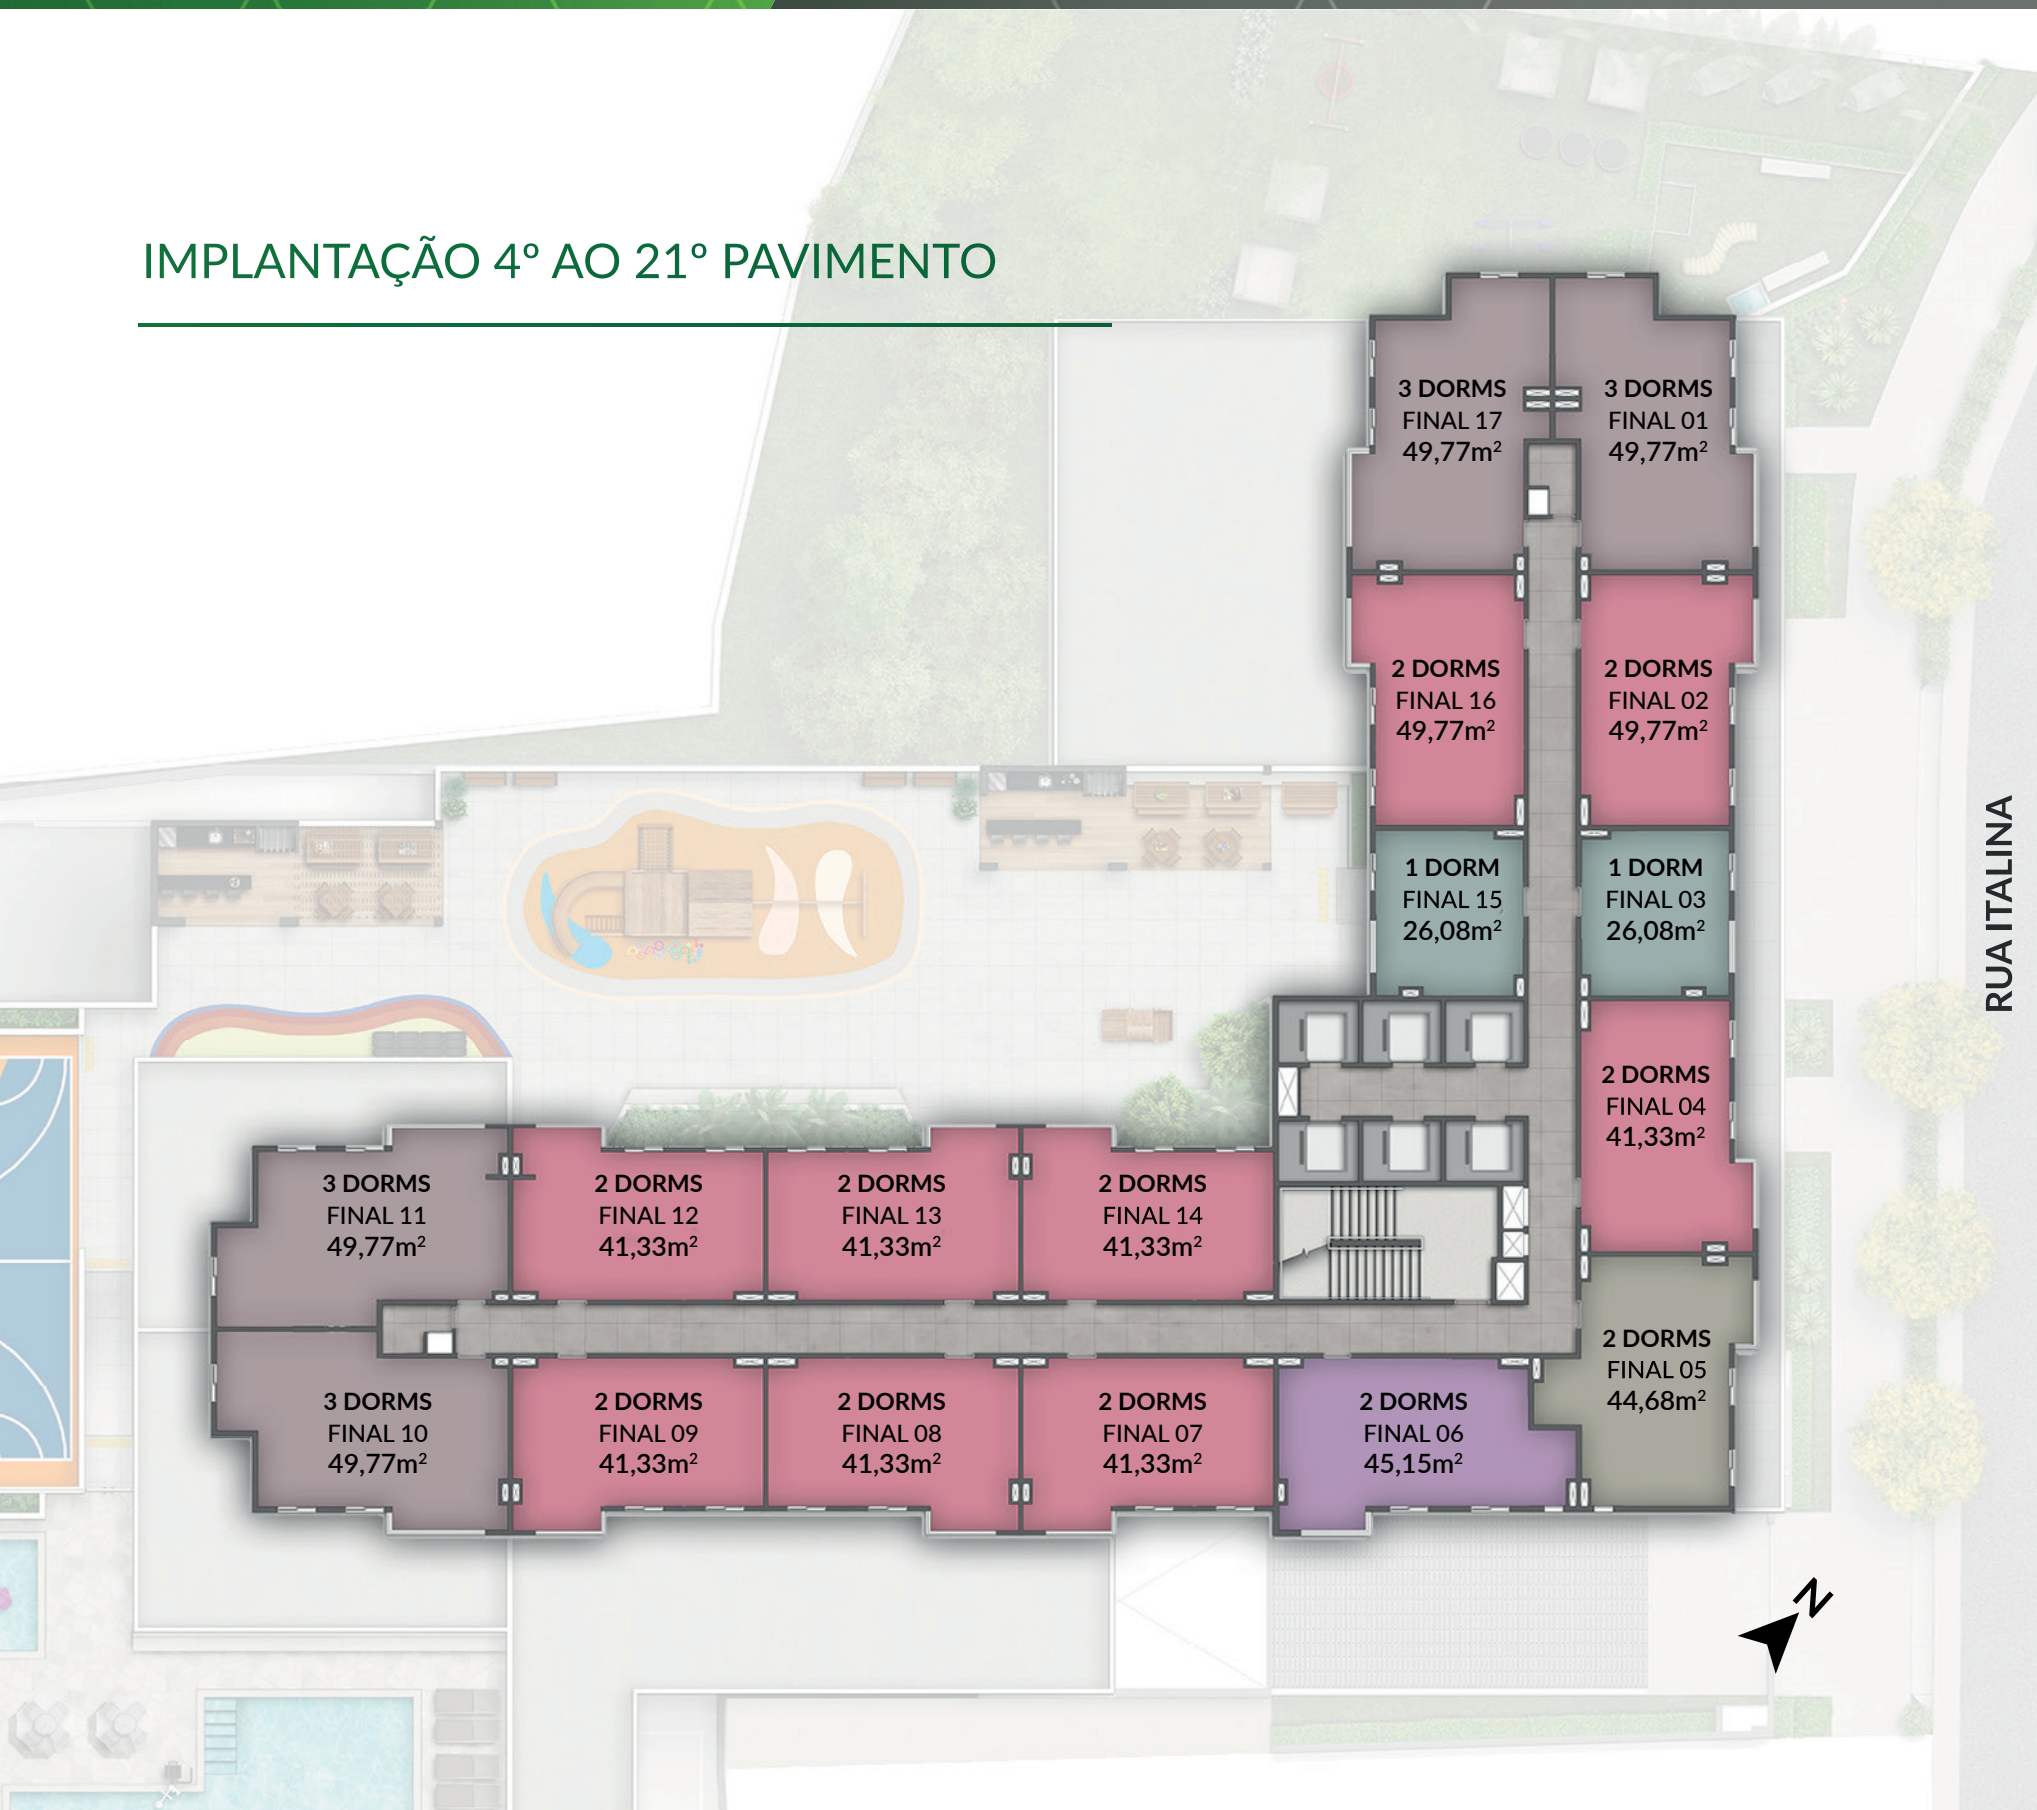 IMPLANTAÇÃO 4º AO 21º PAVIMENTO
3 DORMS
FINAL 17
49,77m²
3 DORMS
FINAL 01
49,77m²
2 DORMS
FINAL 16
49,77m²
2 DORMS
FINAL 02
49,77m²
1 DORM
FINAL 15
26,08m²
1 DORM
FINAL 03
26,08m²
RUA ITALINA
2 DORMS
FINAL 04
41,33m²
3 DORMS
FINAL 11
49,77m²
2 DORMS
FINAL 12
41,33m²
2 DORMS
FINAL 13
41,33m²
2 DORMS
FINAL 14
41,33m²
2 DORMS
FINAL 05
44,68m²
3 DORMS
FINAL 10
49,77m²
2 DORMS
FINAL 09
41,33m²
2 DORMS
FINAL 08
41,33m²
2 DORMS
FINAL 07
41,33m²
2 DORMS
FINAL 06
45,15m²
N